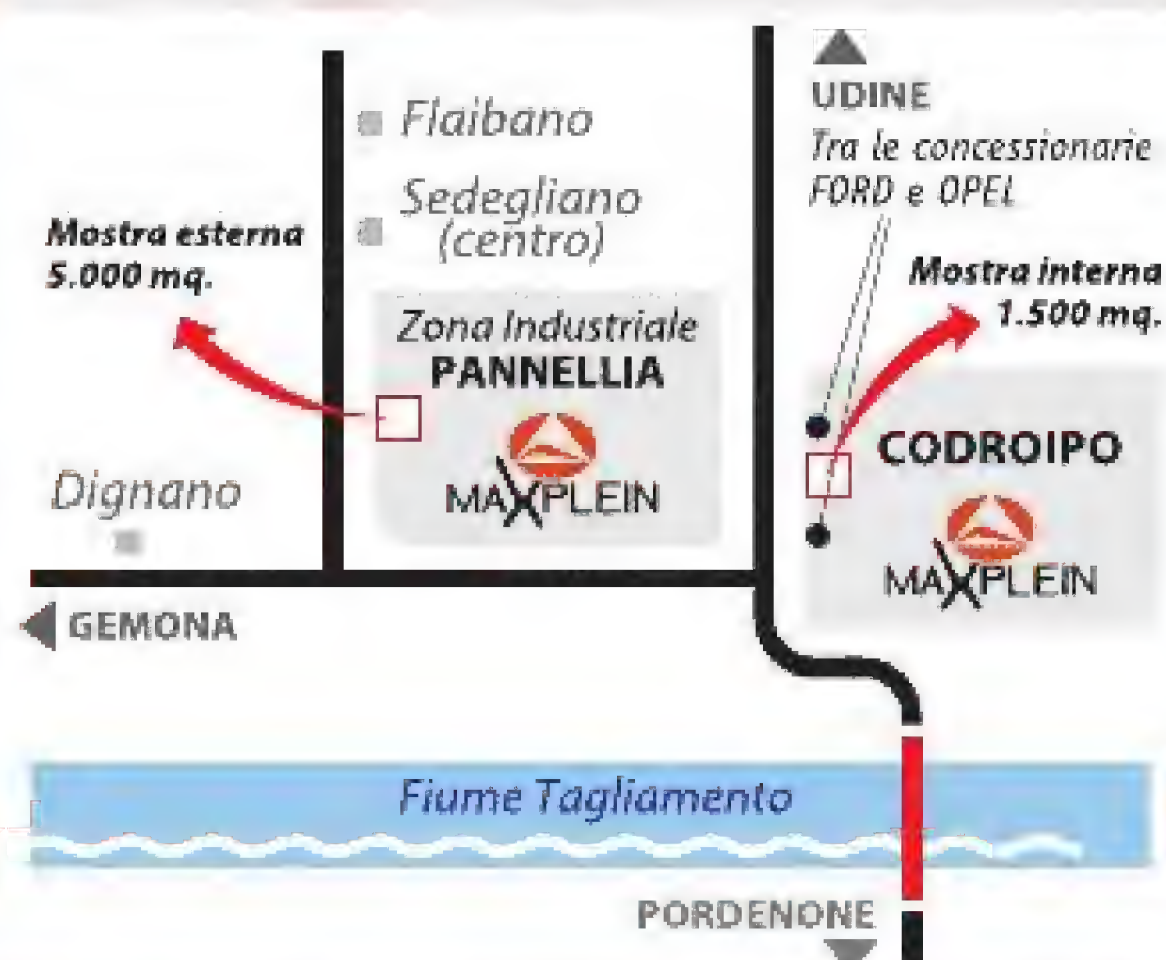 UDINE
Tra le concessionarie
FORD e OPEL
Flaibano
Sedegliano
(centro)
Mostra esterna
5.000 mq.
Mostra interna
1.500 mq.
Zona Industriale
PANNELLIA
MAXPLEIN
CODROIPO
MAXPLEIN
Dignano
GEMONA
Fiume Tagliamento
PORDENONE